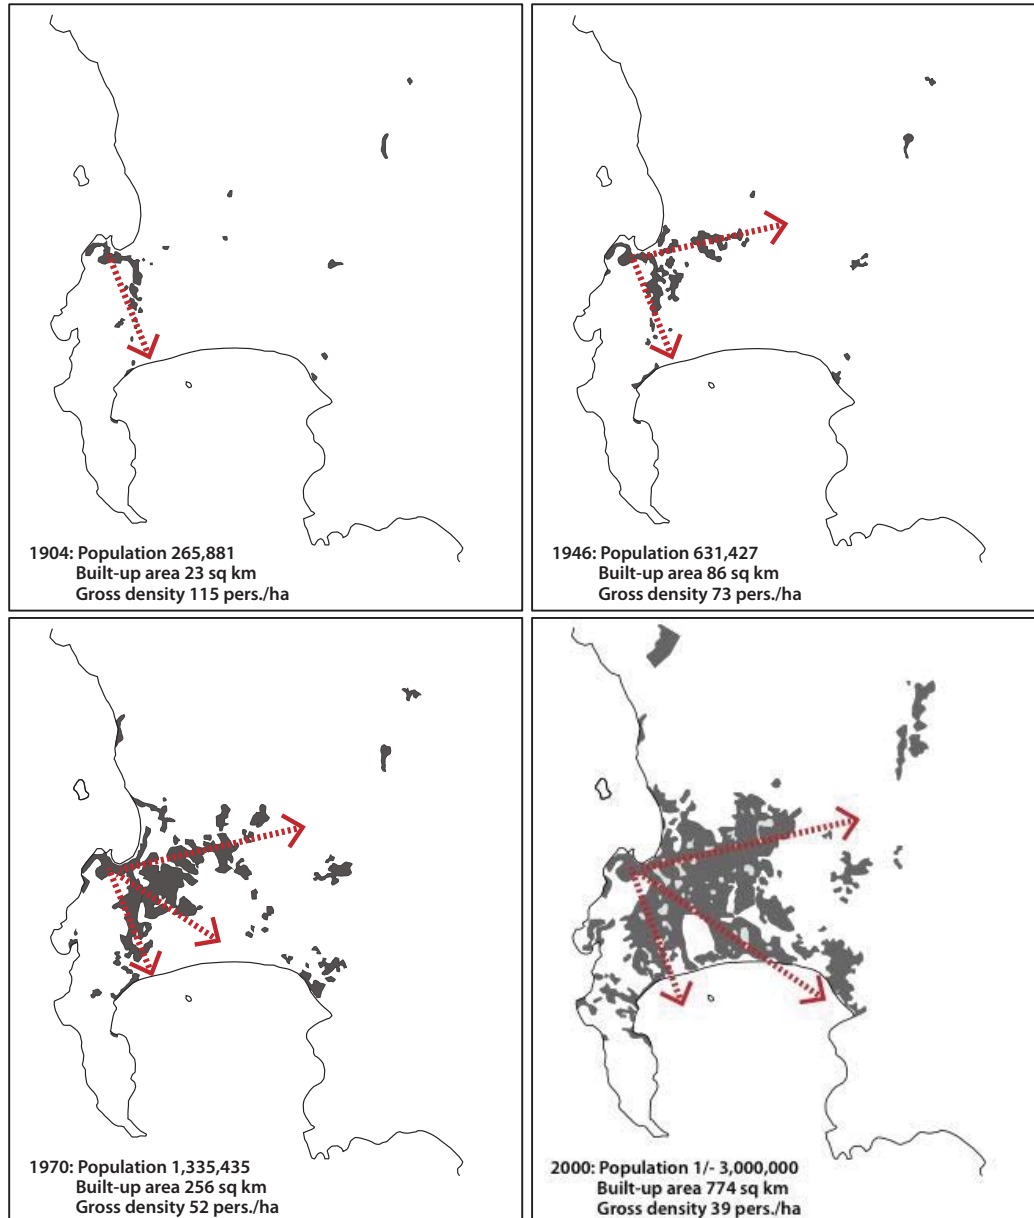 1904: Population 265,881
Built-up area 23 sq km
Gross density 115 pers./ha
1946: Population 631,427
Built-up area 86 sq km
Gross density 73 pers./ha
1970: Population 1,335,435
Built-up area 256 sq km
Gross density 52 pers./ha
2000: Population 1/- 3,000,000
Built-up area 774 sq km
Gross density 39 pers./ha